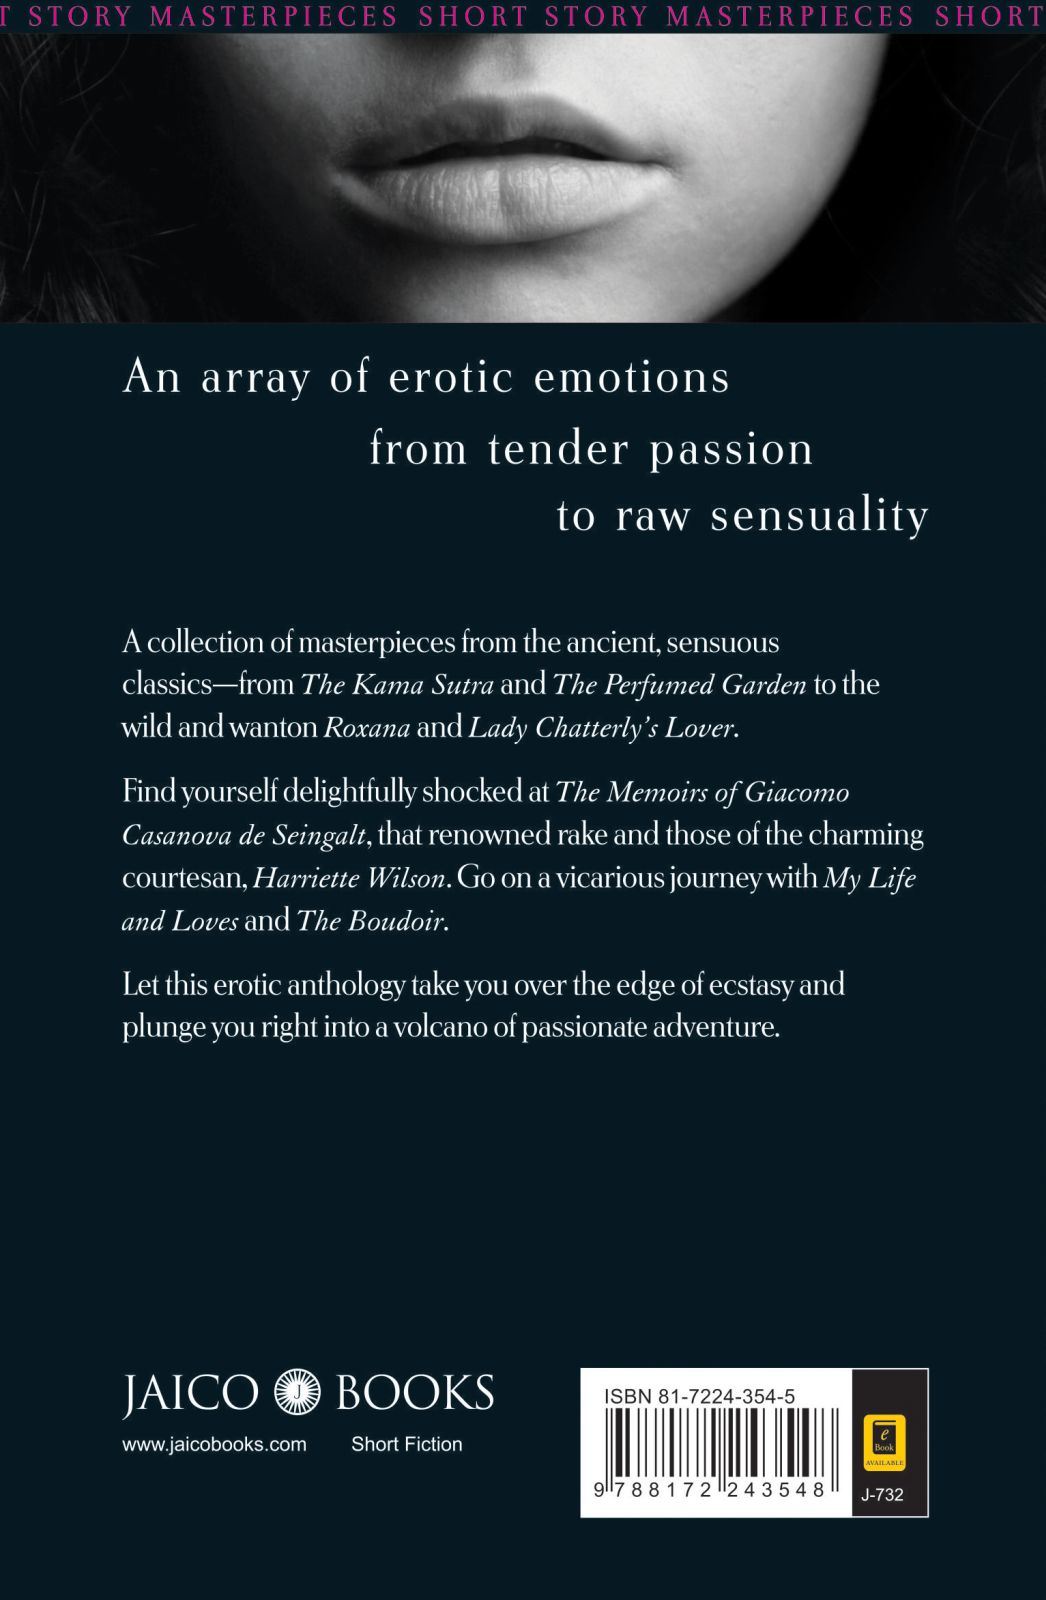 T STORY MASTERPIECES SHORT STORY MASTERPIECES SHORT
An array of erotic emotions
from tender passion
to raw sensuality
A collection of masterpieces from the ancient, sensuous
classics—from The Kama Sutra and The Perfumed Garden to the
wild and wanton Roxana and Lady Chatterly's Lover.
Find yourself delightfully shocked at The Memoirs of Giacomo
Casanova de Seingalt, that renowned rake and those of the charming
courtesan, Harriette Wilson. Go on a vicarious journey with My Life
and Loves and The Boudoir.
Let this erotic anthology take you over the edge of ecstasy and
plunge you right into a volcano of passionate adventure.
JAICO J BOOKS
www.jaicobooks.com Short Fiction
ISBN 81-7224-354-5
9 788172 243548
e
Book
AVAILABLE
J-732